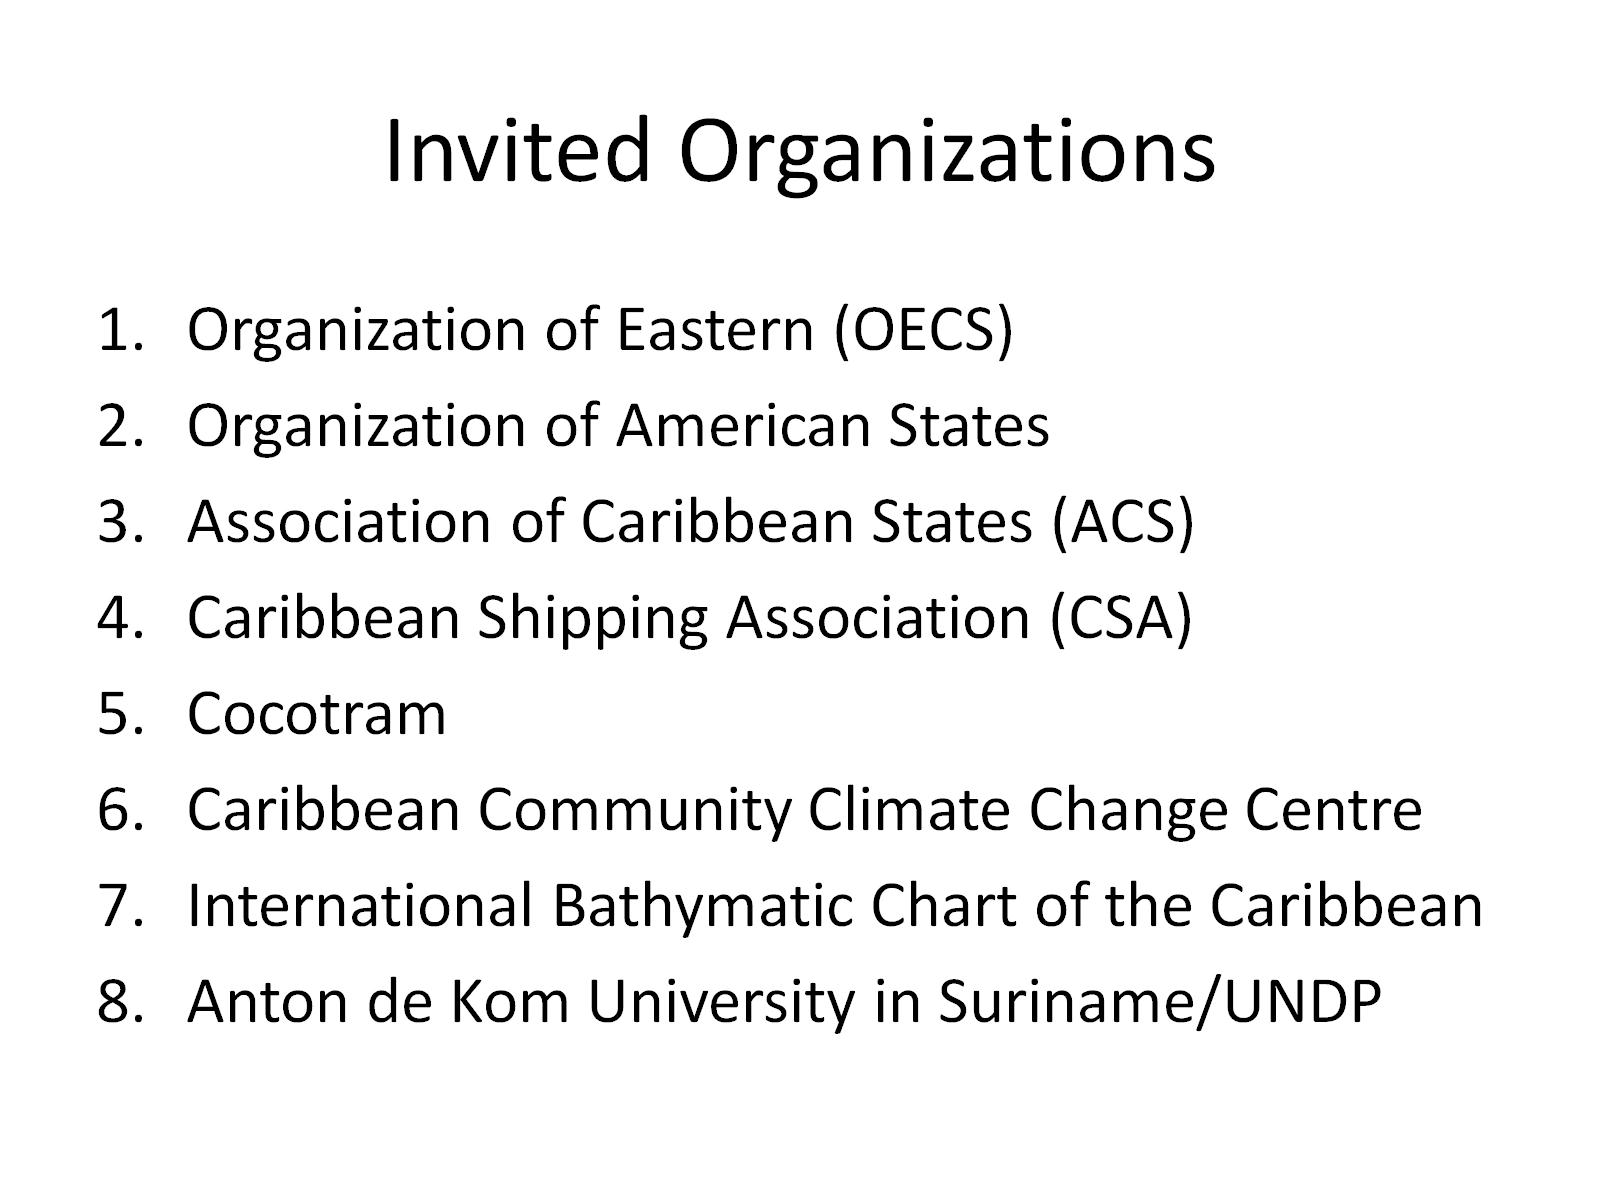 Invited Organizations
1. Organization of Eastern (OECS)
2. Organization of American States
3. Association of Caribbean States (ACS)
4. Caribbean Shipping Association (CSA)
5. Cocotram
6. Caribbean Community Climate Change Centre
7. International Bathymatic Chart of the Caribbean
8. Anton de Kom University in Suriname/UNDP